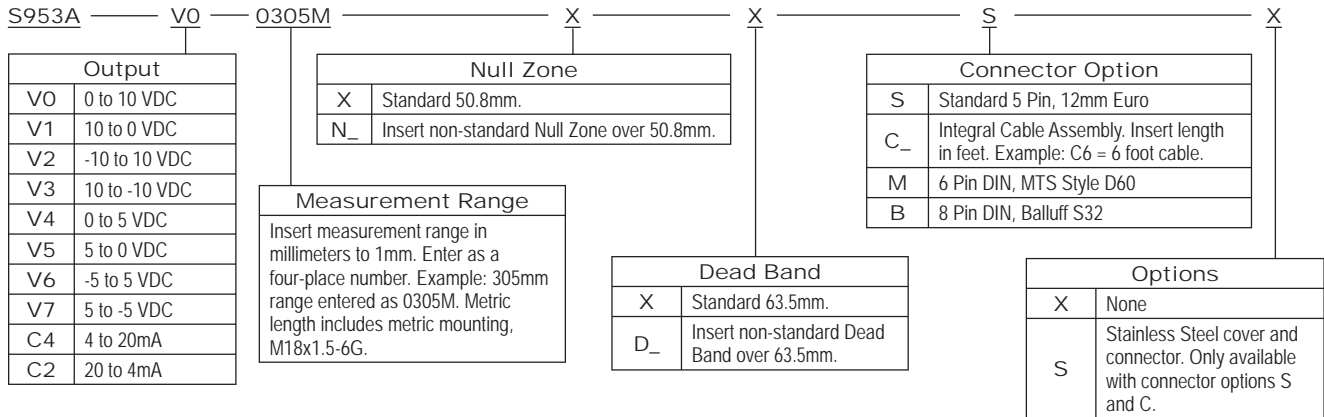 S953A V0 0305M X X S X
Output
V0 0 to 10 VDC
V1 10 to 0 VDC
V2 -10 to 10 VDC
V3 10 to -10 VDC
V4 0 to 5 VDC
V5 5 to 0 VDC
V6 -5 to 5 VDC
V7 5 to -5 VDC
C4 4 to 20mA
C2 20 to 4mA
Measurement Range
Insert measurement range in
millimeters to 1mm. Enter as a
four-place number. Example: 305mm
range entered as 0305M. Metric
length includes metric mounting,
M18x1.5-6G.
Null Zone
X Standard 50.8mm.
N_ Insert non-standard Null Zone over 50.8mm.
Dead Band
X Standard 63.5mm.
D_ Insert non-standard Dead
Band over 63.5mm.
Connector Option
S Standard 5 Pin, 12mm Euro
C_ Integral Cable Assembly. Insert length
in feet. Example: C6 = 6 foot cable.
M 6 Pin DIN, MTS Style D60
B 8 Pin DIN, Balluff S32
Options
X None
S Stainless Steel cover and
connector. Only available
with connector options S
and C.